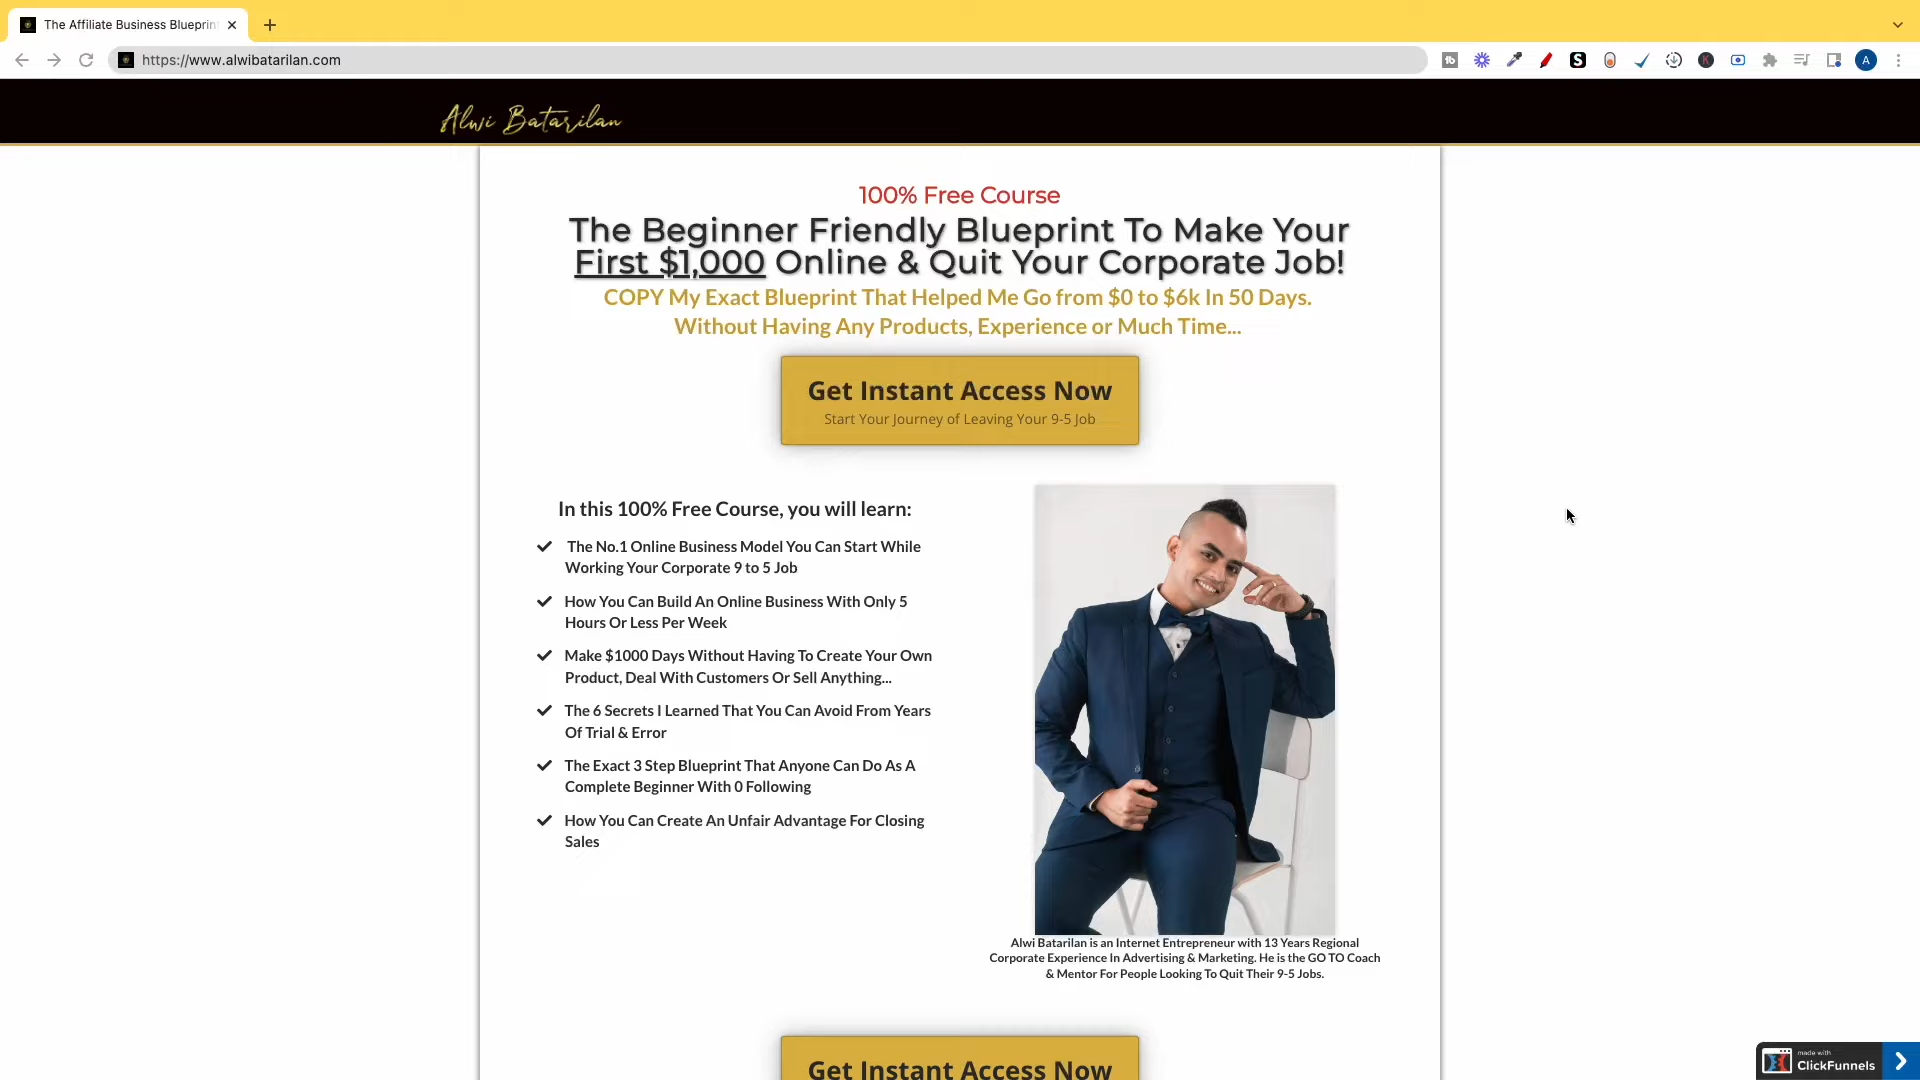 The Affiliate Business Blueprin
https://www.alwibatarilan.com
A
Alwi Batarilan
100% Free Course
The Beginner Friendly Blueprint To Make Your
First $1,000 Online & Quit Your Corporate Job!
COPY My Exact Blueprint That Helped Me Go from $0 to $6k In 50 Days.
Without Having Any Products, Experience or Much Time...
Get Instant Access Now
Start Your Journey of Leaving Your 9-5 Job
In this 100% Free Course, you will learn:
The No.1 Online Business Model You Can Start While
Working Your Corporate 9 to 5 Job
How You Can Build An Online Business With Only 5
Hours Or Less Per Week
Make $1000 Days Without Having To Create Your Own
Product, Deal With Customers Or Sell Anything...
The 6 Secrets I Learned That You Can Avoid From Years
Of Trial & Error
The Exact 3 Step Blueprint That Anyone Can Do As A
Complete Beginner With 0 Following
How You Can Create An Unfair Advantage For Closing
Sales
Alwi Batarilan is an Internet Entrepreneur with 13 Years Regional
Corporate Experience In Advertising & Marketing. He is the GO TO Coach
& Mentor For People Looking To Quit Their 9-5 Jobs.
Get Instant Access Now
made with
ClickFunnels